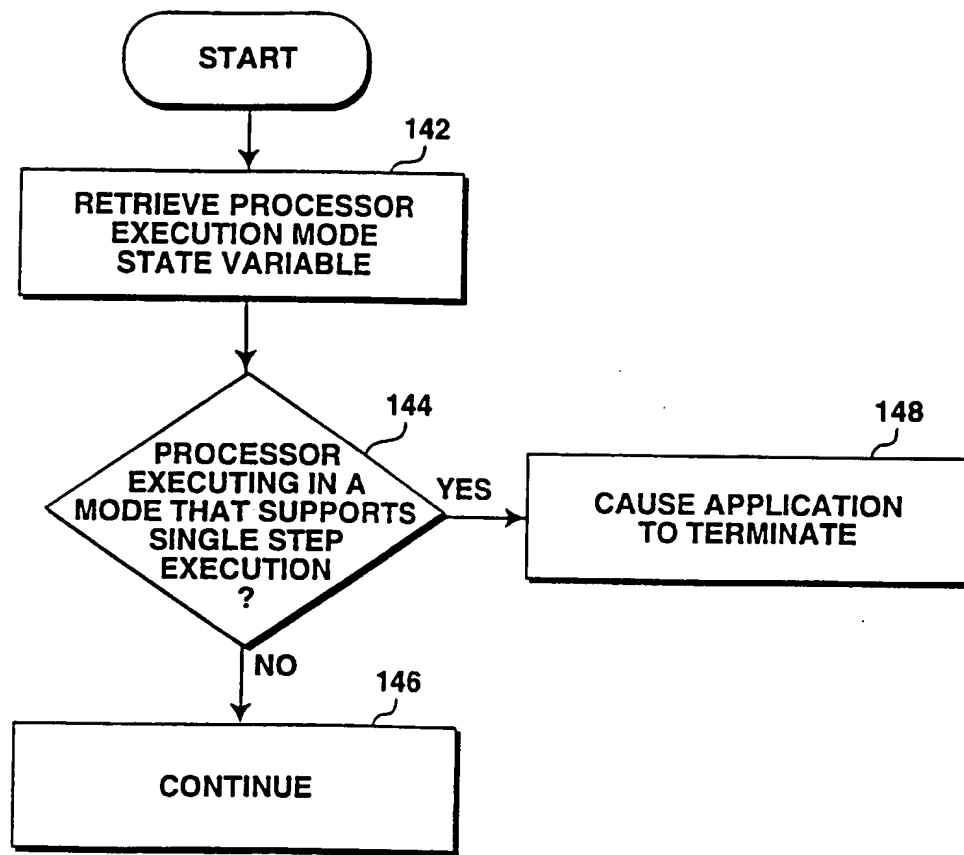 START
142
RETRIEVE PROCESSOR
EXECUTION MODE
STATE VARIABLE
144
PROCESSOR
EXECUTING IN A
MODE THAT SUPPORTS
SINGLE STEP
EXECUTION
?
YES
148
CAUSE APPLICATION
TO TERMINATE
NO
146
CONTINUE